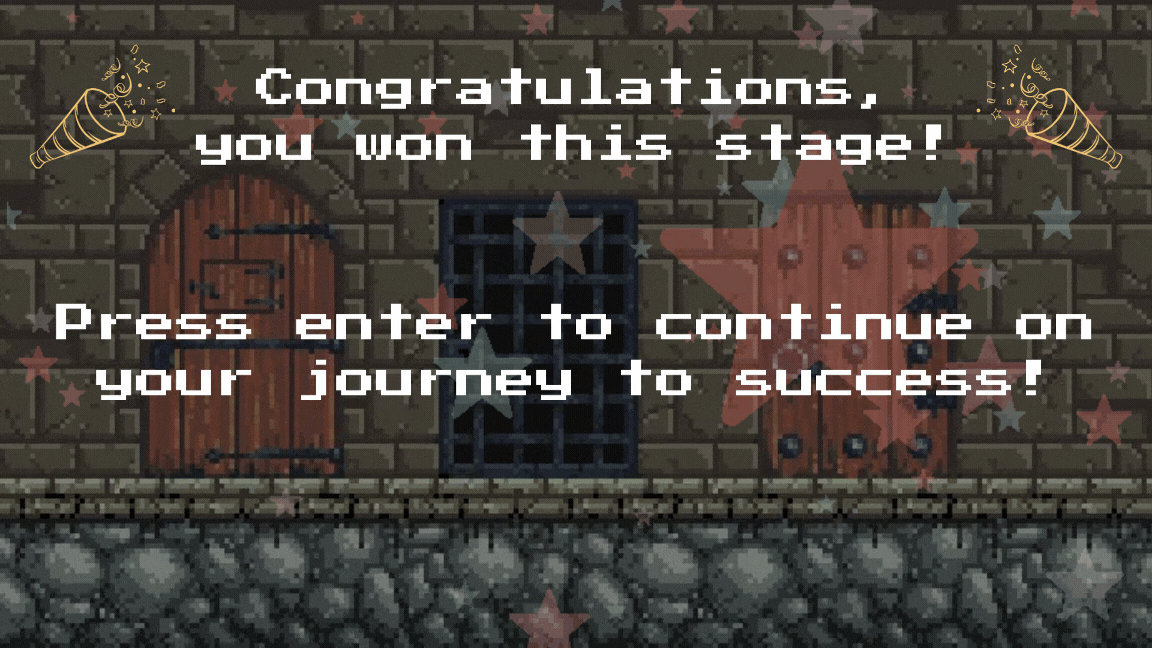 Congratulations,
you won this stage!
Press enter to continue on
your journey to success!